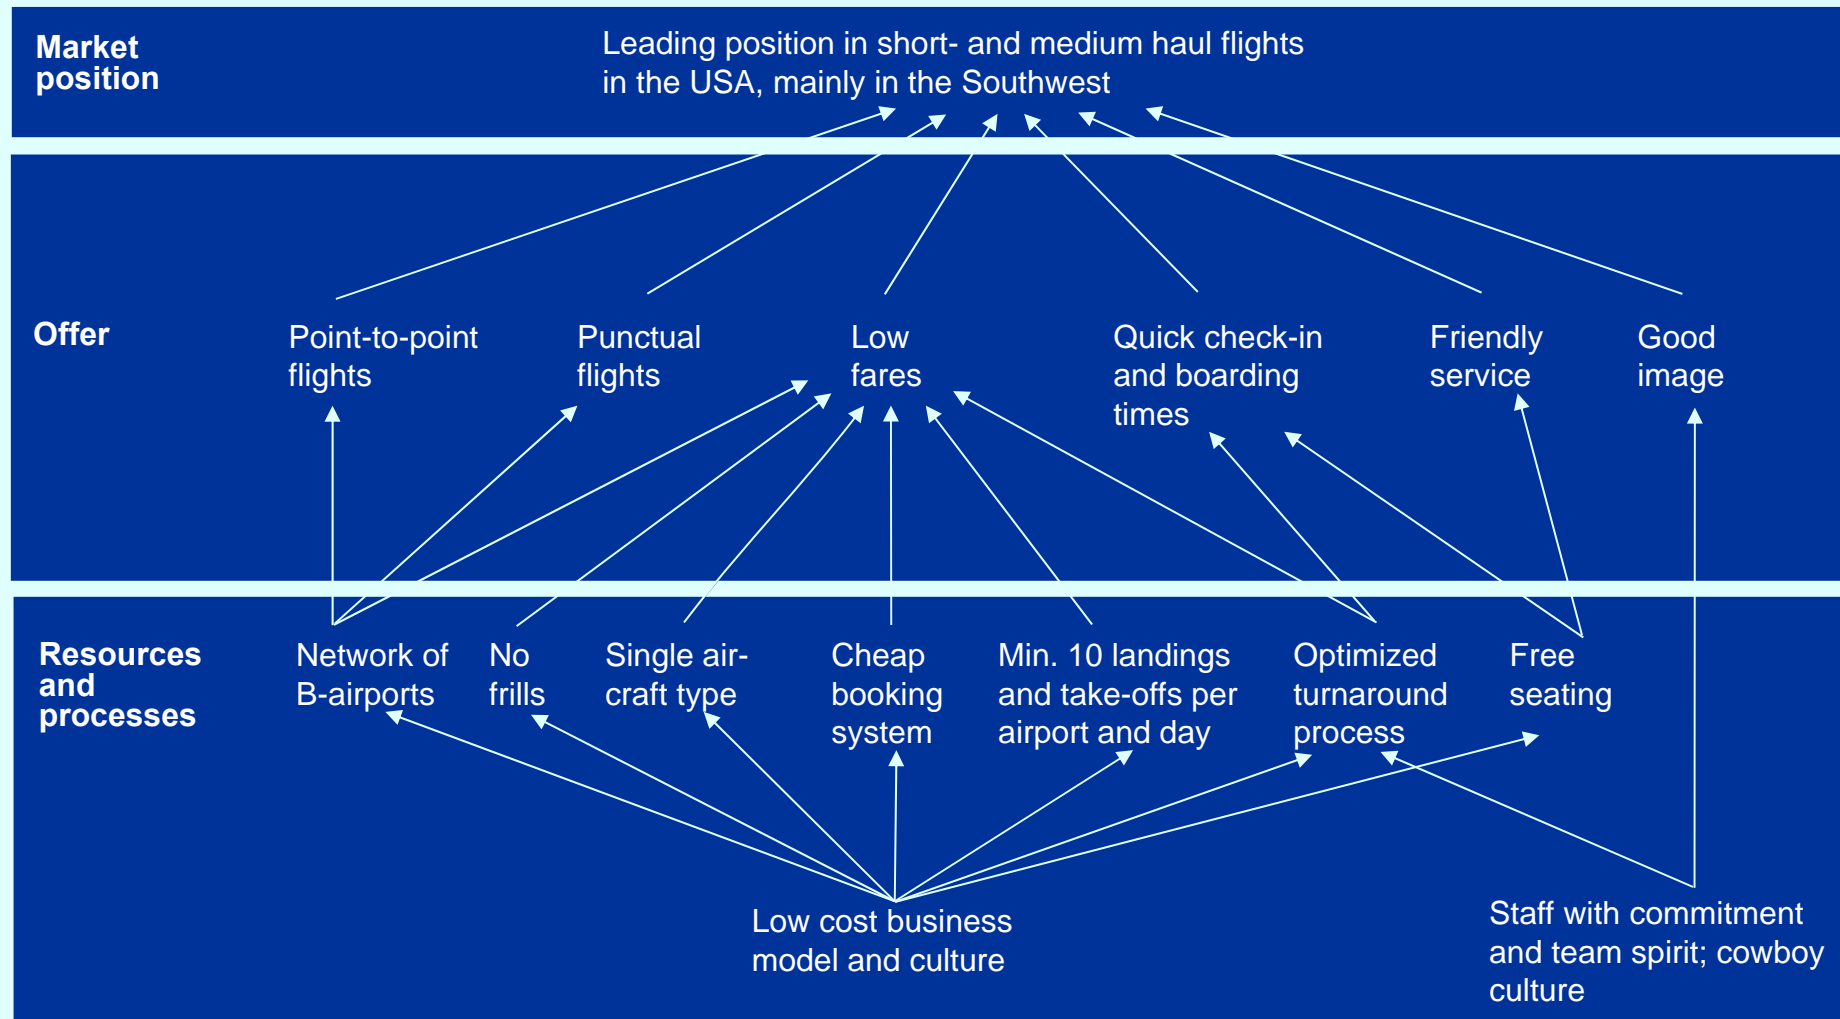 Market
position
Leading position in short- and medium haul flights
in the USA, mainly in the Southwest
Offer
Point-to-point
flights
Punctual
flights
Low
fares
Quick check-in
and boarding
times
Friendly
service
Good
image
Resources
and
processes
Network of
B-airports
No
frills
Single air-
craft type
Cheap
booking
system
Min. 10 landings
and take-offs per
airport and day
Optimized
turnaround
process
Free
seating
Low cost business
model and culture
Staff with commitment
and team spirit; cowboy
culture